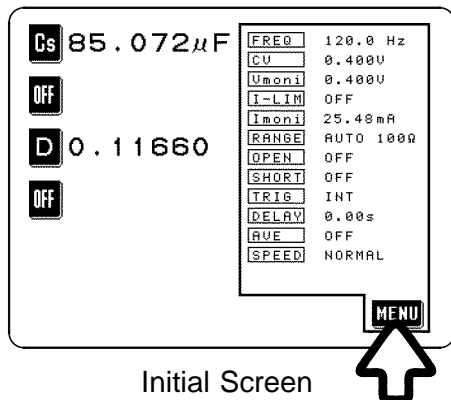 Cs 85.072μF
OFF
D 0.11660
OFF
FREQ 120.0 Hz
CV 0.400V
Vmoni 0.400V
I-LIM OFF
Imoni 25.48mA
RANGE AUTO 100Ω
OPEN OFF
SHORT OFF
TRIG INT
DELAY 0.00s
AVE OFF
SPEED NORMAL
MENU
Initial Screen